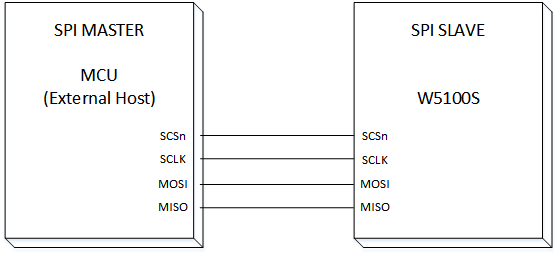 SPI MASTER
MCU
(External Host)
SCSn
SCLK
MOSI
MISO
SPI SLAVE
W5100S
SCSn
SCLK
MOSI
MISO